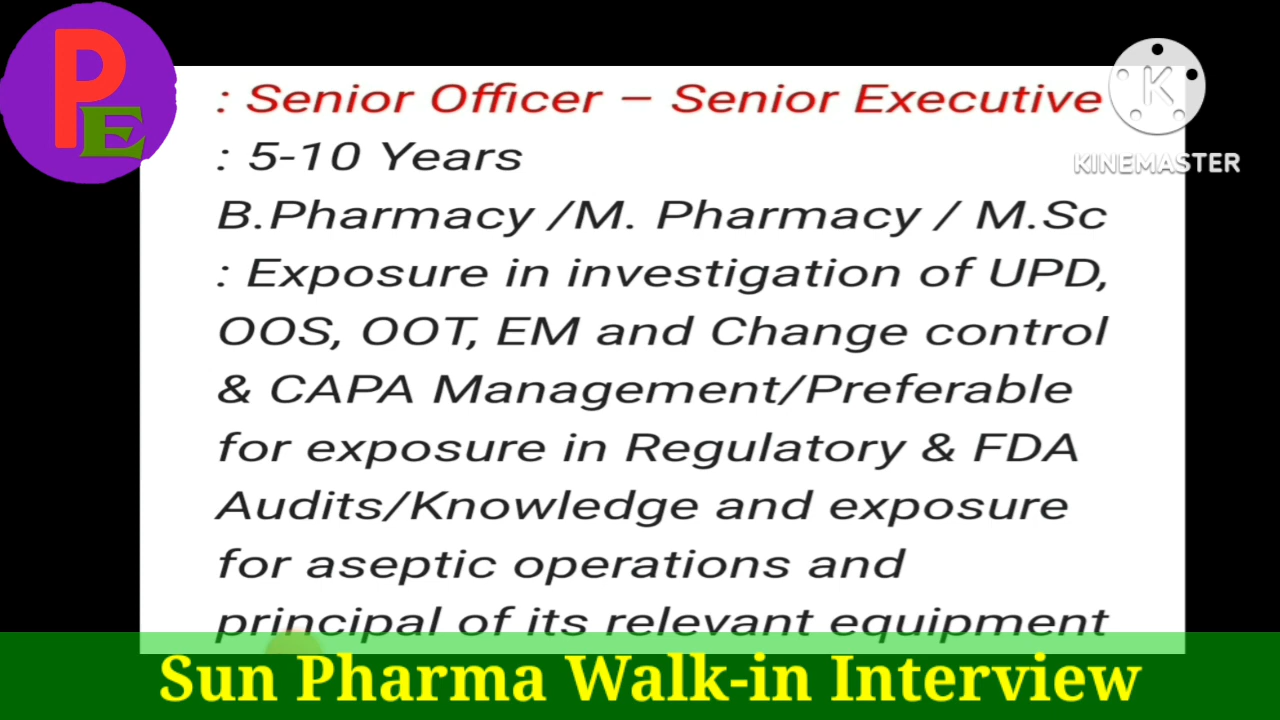 PE
: Senior Officer – Senior Executive
K
: 5-10 Years
KINEMASTER
B.Pharmacy /M. Pharmacy / M.Sc
: Exposure in investigation of UPD,
OOS, OOT, EM and Change control
& CAPA Management/Preferable
for exposure in Regulatory & FDA
Audits/Knowledge and exposure
for aseptic operations and
principal of its relevant equipment
Sun Pharma Walk-in Interview